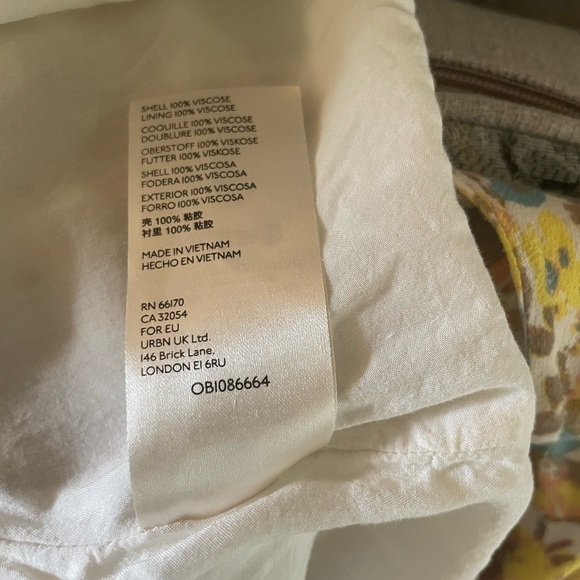 SHELL 100% VISCOSE
LINING 100% VISCOSE
COQUILLE 100% VISCOSE
DOUBLURE 100% VISCOSE
OBERSTOFF 100% VISKOSE
FUTTER 100% VISKOSE
SHELL 100% VISCOSA
FODERA 100% VISCOSA
EXTERIOR 100% VISCOSA
FORRO 100% VISCOSA
壳 100% 粘胶
衬里 100% 粘胶
MADE IN VIETNAM
HECHO EN VIETNAM
RN 66170
CA 32054
FOR EU
URBN UK Ltd.
146 Brick Lane,
LONDON E1 6RU
OB1086664